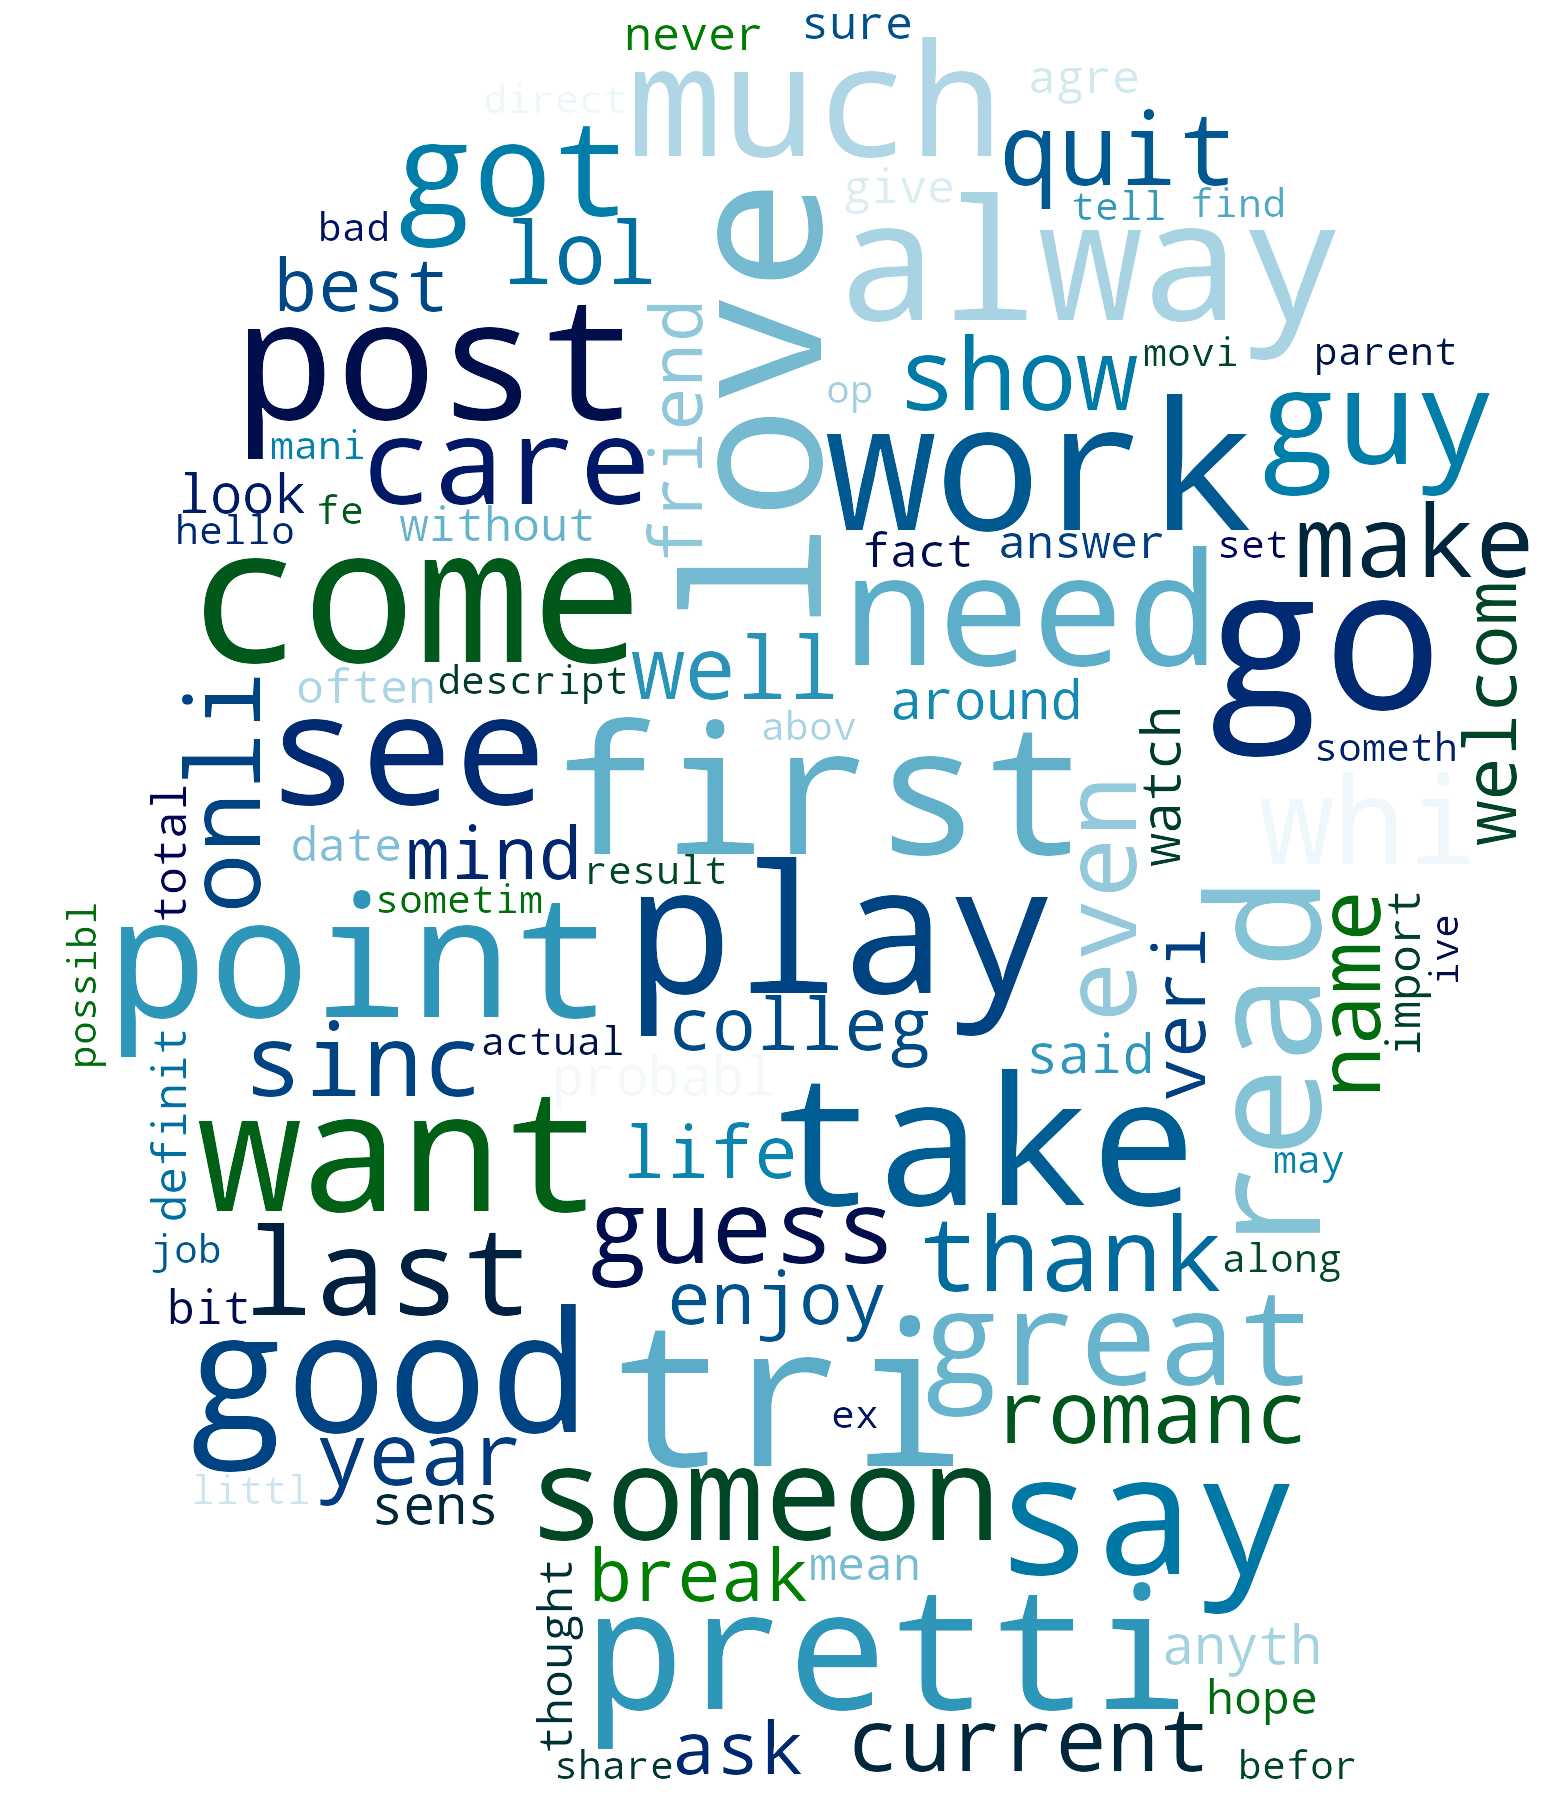 never
sure
much
agre
direct
got
quit
give
tell
find
bad
lol
love
alway
best
friend
post
show
movi
parent
op
guy
mani
care
work
look
fe
hello
without
fact
answer
set
make
come
need
go
welcom
often
descript
well
around
onli
see
first
abov
watch
someth
total
date
mind
result
even
whi
sometim
possibl
point
play
veri
read
name
import
ive
sinc
actual
colleg
said
definit
probabl
want
life
take
may
guess
job
last
thank
along
bit
enjoy
good
tri
great
ex
romanc
year
littl
sens
someon
say
break
mean
thought
pretti
anyth
hope
share
ask
current
befor